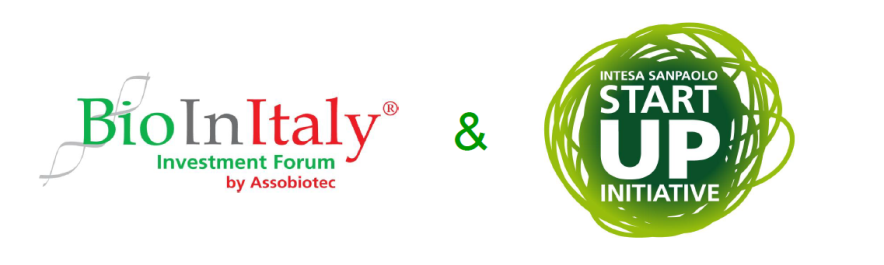 BioInItaly®
Investment Forum
by Assobiotec
&
INTESA SANPAOLO
START
UP
INITIATIVE